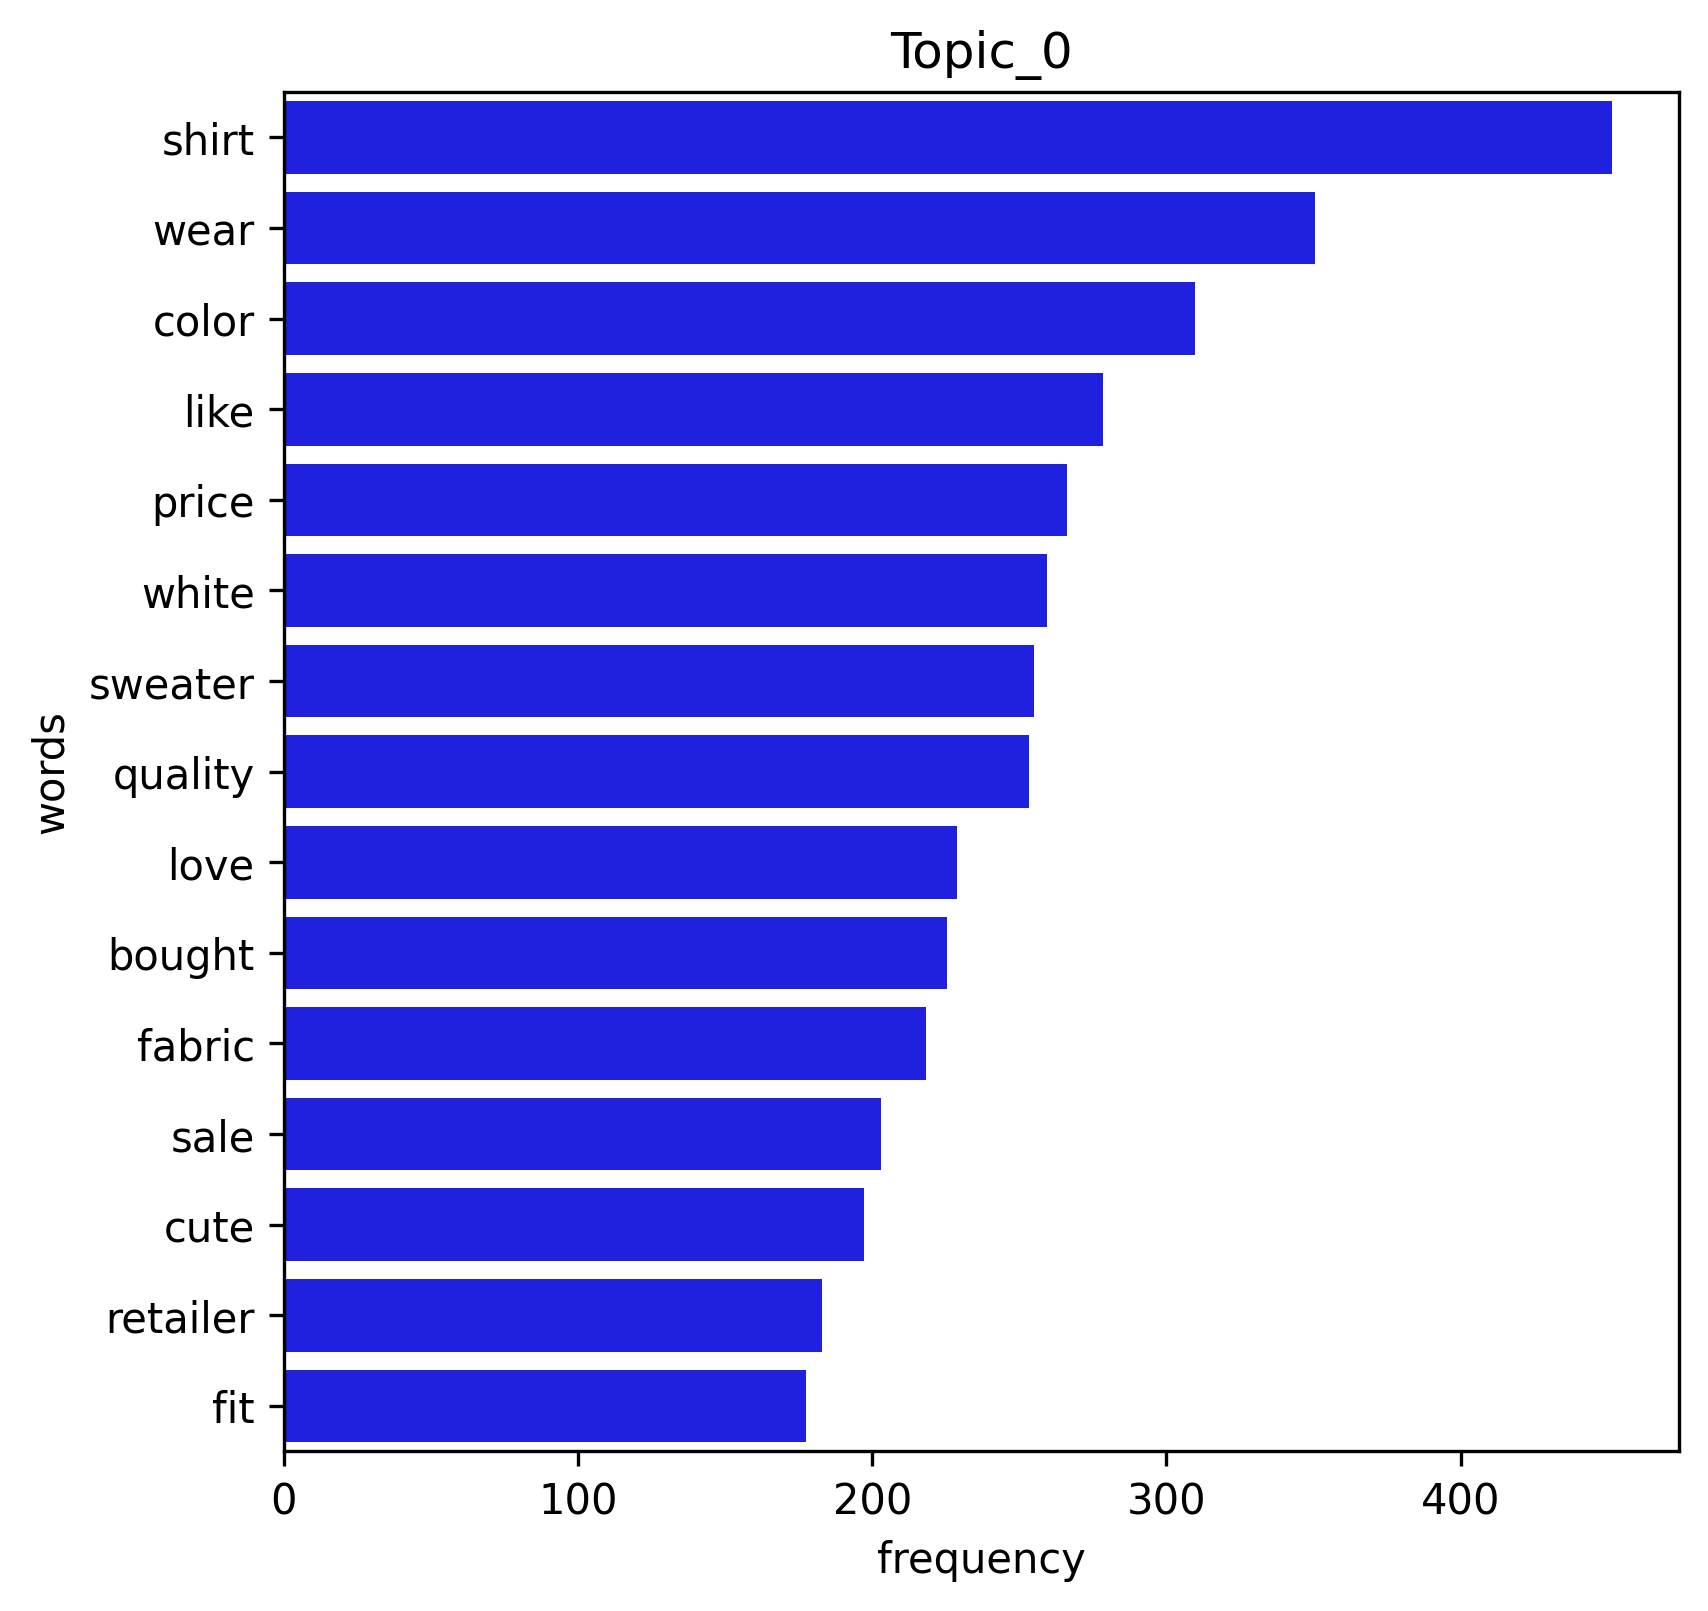 Topic_0
shirt
wear
color
like
price
white
sweater
quality
love
bought
fabric
sale
cute
retailer
fit
words
0 100 200 300 400
frequency